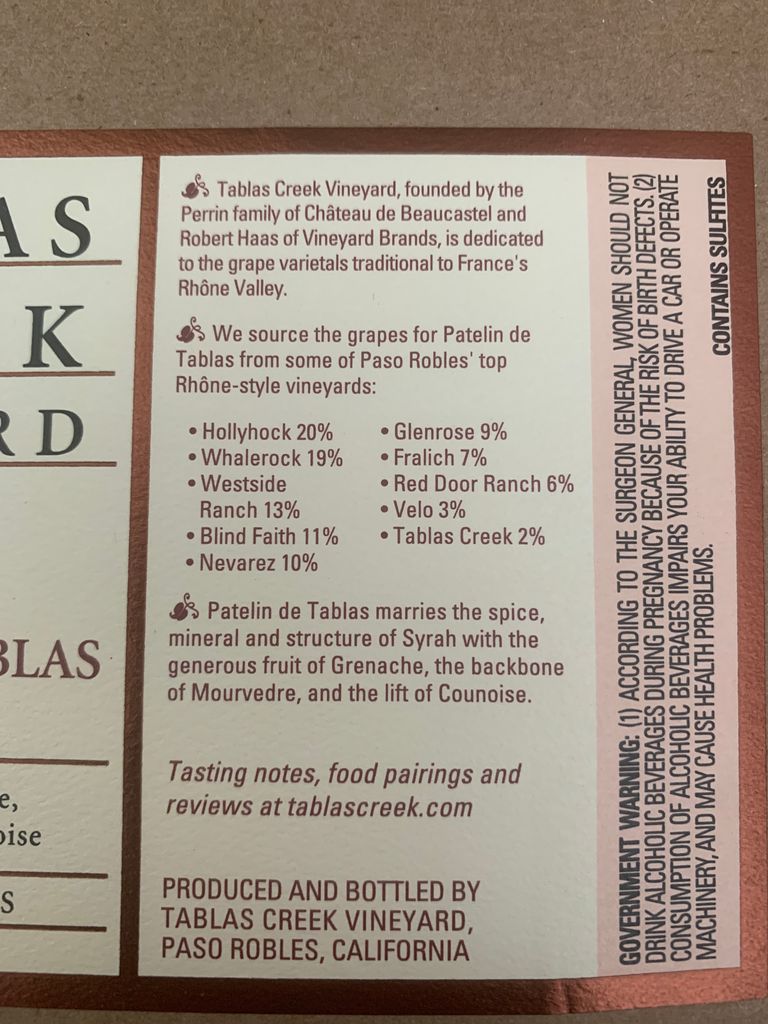 AS
K
RD
BLAS
e,
oise
S
Tablas Creek Vineyard, founded by the
Perrin family of Château de Beaucastel and
Robert Haas of Vineyard Brands, is dedicated
to the grape varietals traditional to France's
Rhône Valley.
We source the grapes for Patelin de
Tablas from some of Paso Robles' top
Rhône-style vineyards:
• Hollyhock 20%
• Whalerock 19%
• Westside
Ranch 13%
• Blind Faith 11%
• Nevarez 10%
• Glenrose 9%
• Fralich 7%
• Red Door Ranch 6%
• Velo 3%
• Tablas Creek 2%
Patelin de Tablas marries the spice,
mineral and structure of Syrah with the
generous fruit of Grenache, the backbone
of Mourvedre, and the lift of Counoise.
Tasting notes, food pairings and
reviews at tablascreek.com
PRODUCED AND BOTTLED BY
TABLAS CREEK VINEYARD,
PASO ROBLES, CALIFORNIA
GOVERNMENT WARNING: (1) ACCORDING TO THE SURGEON GENERAL, WOMEN SHOULD NOT
DRINK ALCOHOLIC BEVERAGES DURING PREGNANCY BECAUSE OF THE RISK OF BIRTH DEFECTS. (2)
CONSUMPTION OF ALCOHOLIC BEVERAGES IMPAIRS YOUR ABILITY TO DRIVE A CAR OR OPERATE
MACHINERY, AND MAY CAUSE HEALTH PROBLEMS.
CONTAINS SULFITES